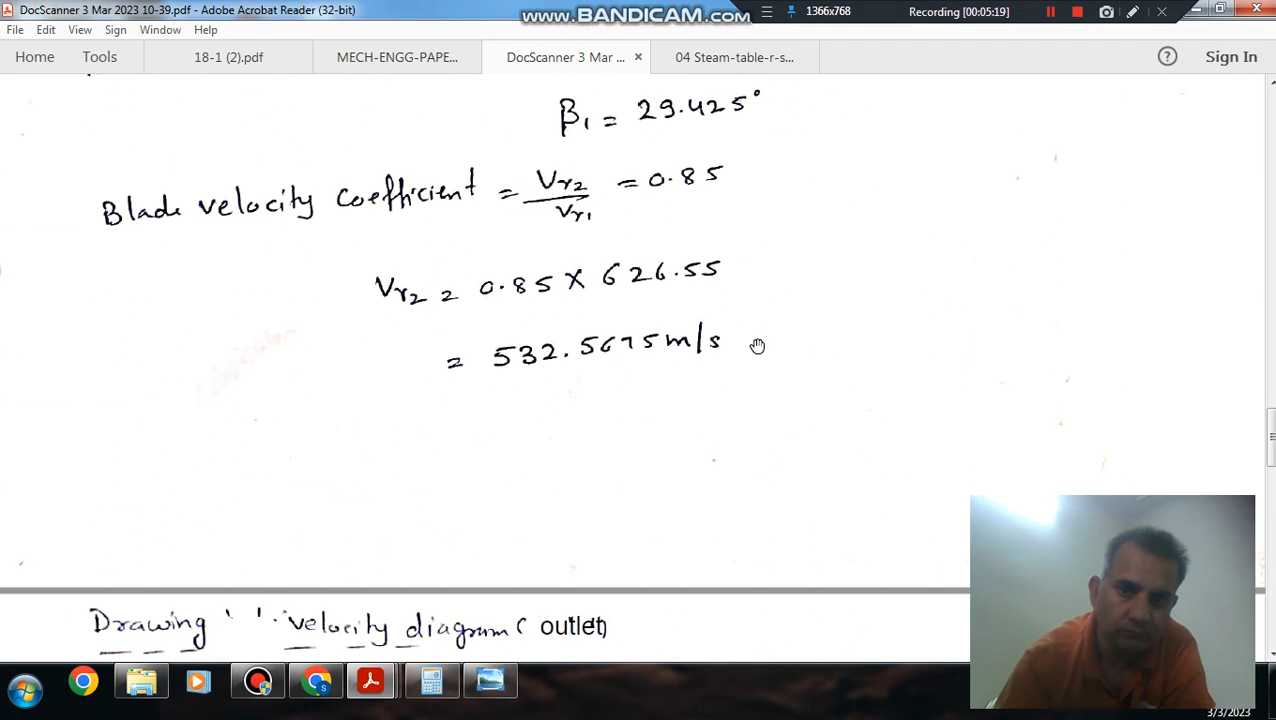 DocScanner 3 Mar 2023 10-39.pdf - Adobe Acrobat Reader (32-bit)
www.BANDICAM.com
1366x768
Recording [00:05:19]
File Edit View Sign Window Help
Home Tools 18-1 (2).pdf MECH-ENGG-PAPE... DocScanner 3 Mar ... × 04 Steam-table-r-s... ? Sign In
β1 = 29.425°
Blade velocity coefficient = Vr2/Vr1 = 0.85
Vr2 = 0.85 X 626.55
= 532.5675 m/s
Drawing velocity diagram ( outlet)
3/3/2023